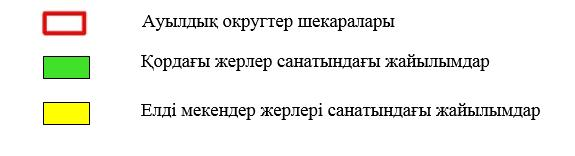 Ауылдық округтер шекаралары
Қордағы жерлер санатындағы жайылымдар
Елді мекендер жерлері санатындағы жайылымдар